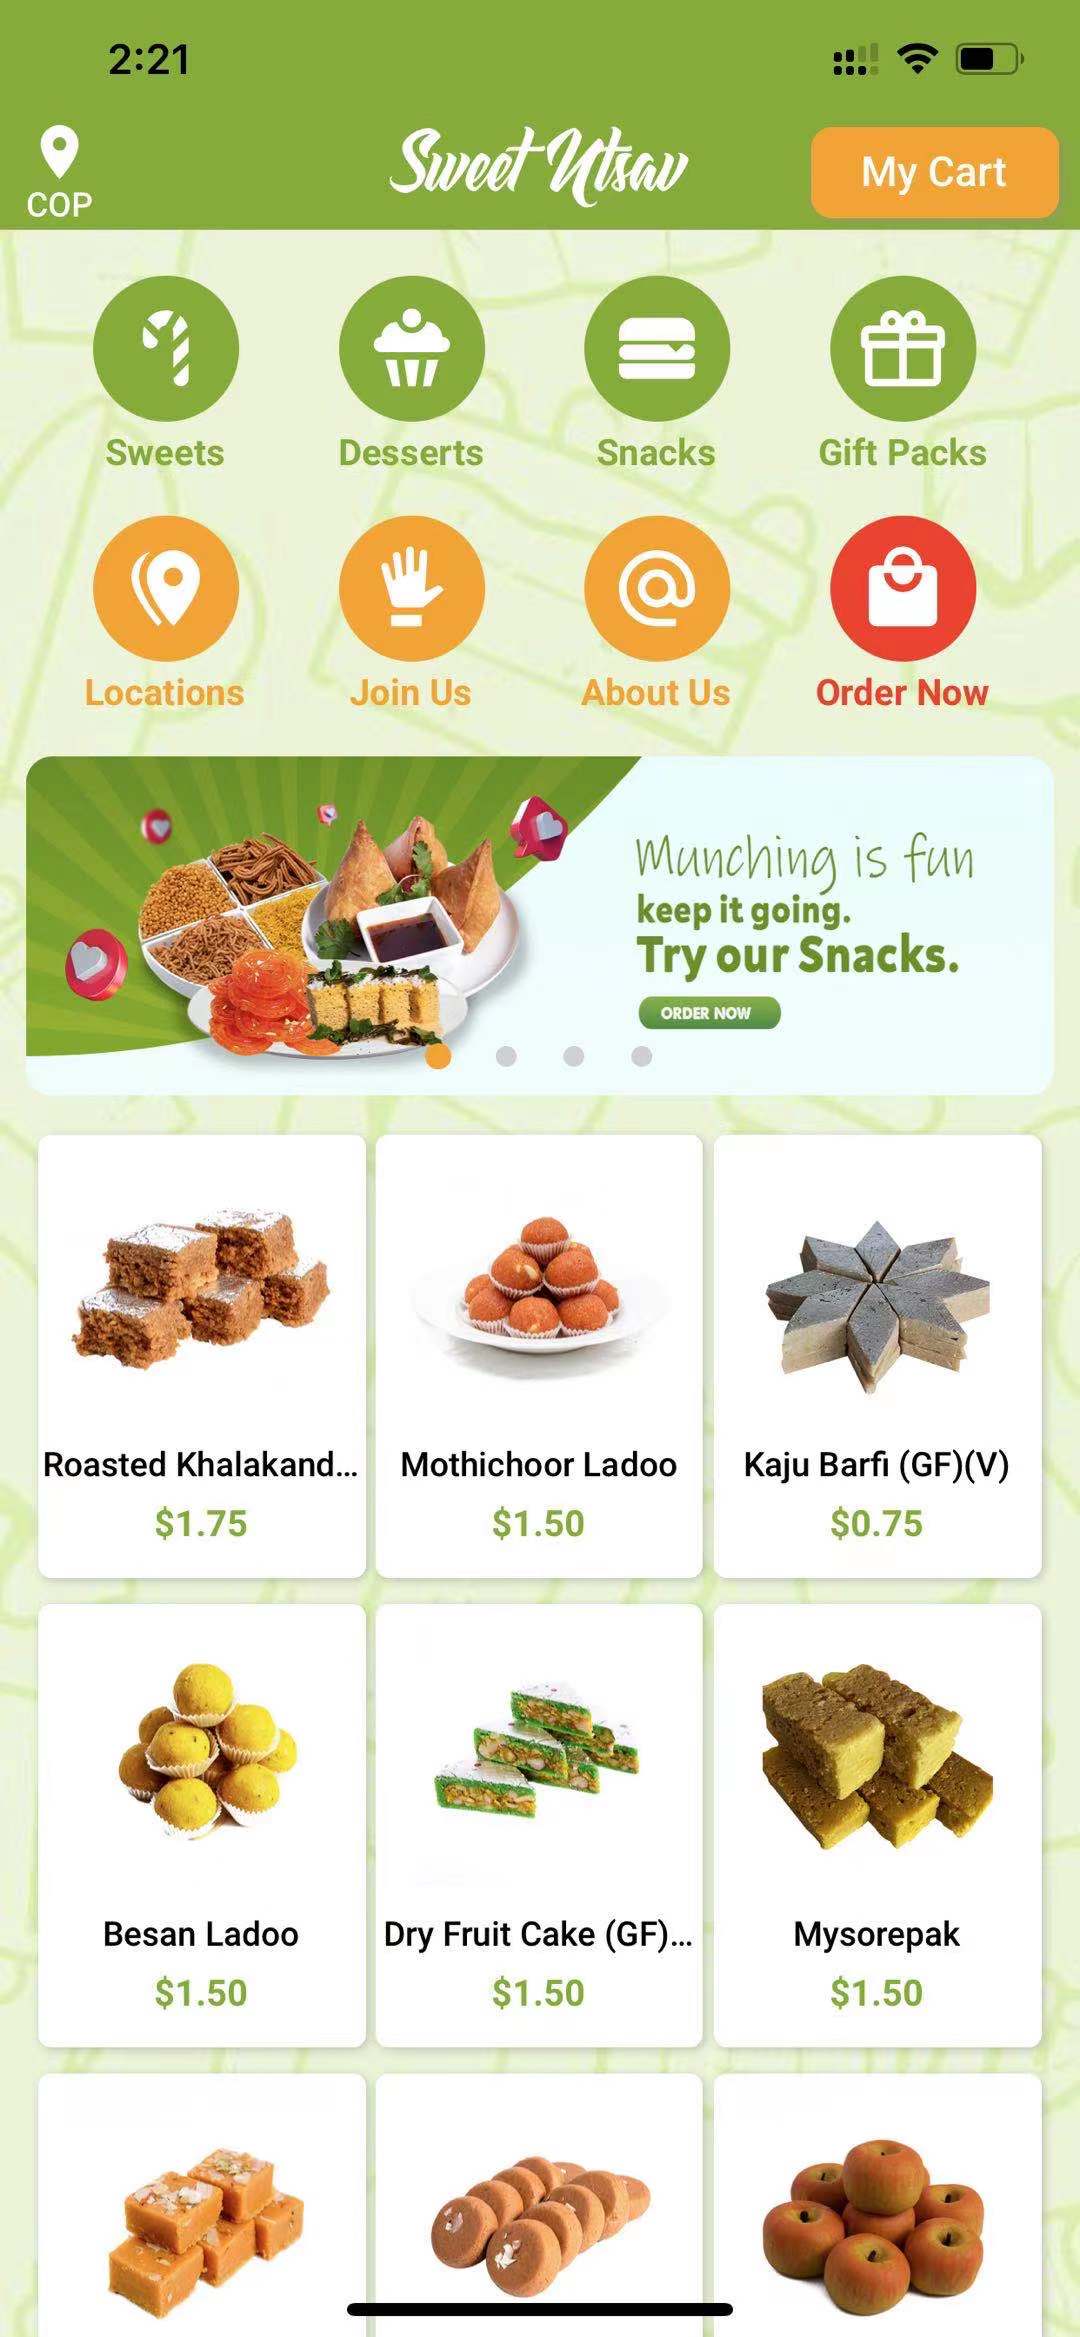 2:21
COP
Sweet Utsav
My Cart
Sweets
Desserts
Snacks
Gift Packs
Locations
Join Us
About Us
Order Now
Munching is fun
keep it going.
Try our Snacks.
ORDER NOW
Roasted Khalakand...
Mothichoor Ladoo
Kaju Barfi (GF)(V)
$1.75
$1.50
$0.75
Besan Ladoo
Dry Fruit Cake (GF)...
Mysorepak
$1.50
$1.50
$1.50